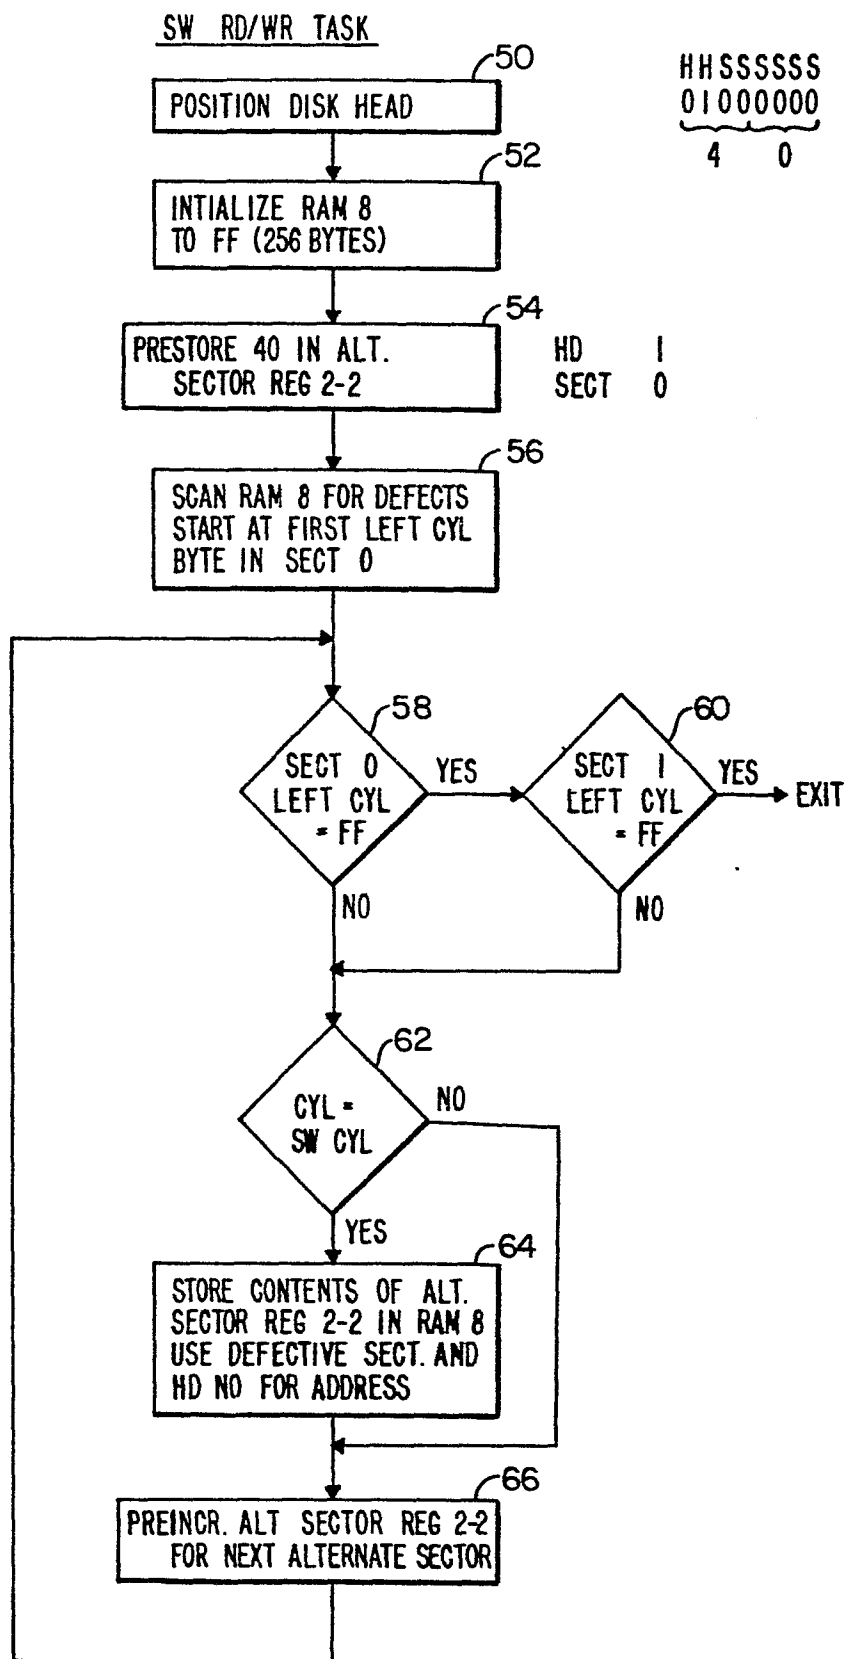 SW RD/WR TASK
50
POSITION DISK HEAD
HHSSSSSS
01000000
4 0
52
INTIALIZE RAM 8
TO FF (256 BYTES)
54
PRESTORE 40 IN ALT.
SECTOR REG 2-2
HD 1
SECT 0
56
SCAN RAM 8 FOR DEFECTS
START AT FIRST LEFT CYL
BYTE IN SECT 0
58
SECT 0
LEFT CYL
= FF
YES
NO
60
SECT 1
LEFT CYL
= FF
YES
EXIT
NO
62
CYL =
SW CYL
NO
YES
64
STORE CONTENTS OF ALT.
SECTOR REG 2-2 IN RAM 8
USE DEFECTIVE SECT. AND
HD NO FOR ADDRESS
66
PREINCR. ALT SECTOR REG 2-2
FOR NEXT ALTERNATE SECTOR